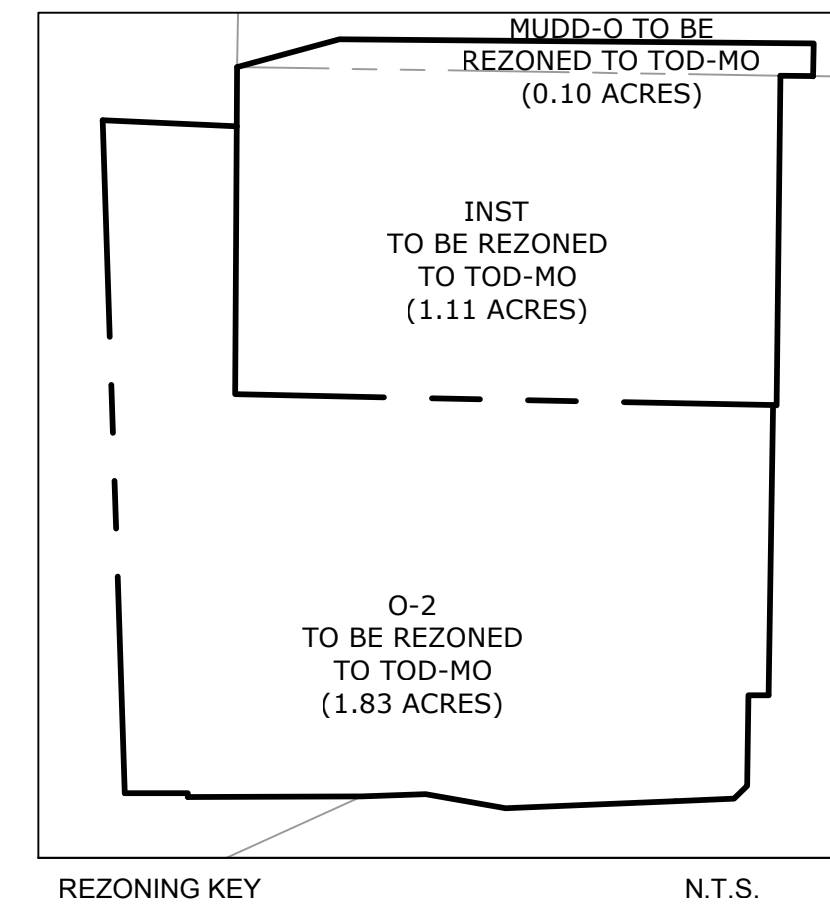 MUDD-O TO BE
REZONED TO TOD-MO
(0.10 ACRES)
INST
TO BE REZONED
TO TOD-MO
(1.11 ACRES)
O-2
TO BE REZONED
TO TOD-MO
(1.83 ACRES)
REZONING KEY N.T.S.